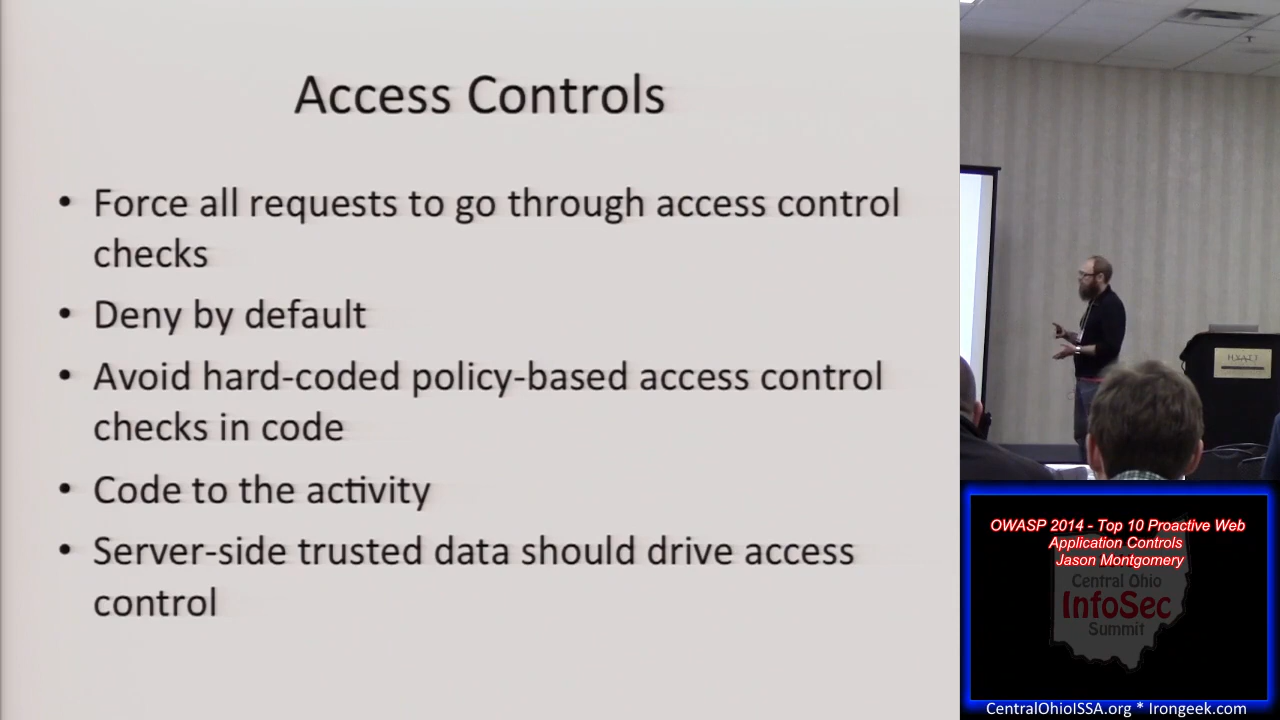 Access Controls
• Force all requests to go through access control
checks
• Deny by default
• Avoid hard-coded policy-based access control
checks in code
• Code to the activity
• Server-side trusted data should drive access
control
HYATT
OWASP 2014 - Top 10 Proactive Web
Application Controls
Jason Montgomery
Central Ohio
InfoSec
Summit
CentralOhioISSA.org * Irongeek.com